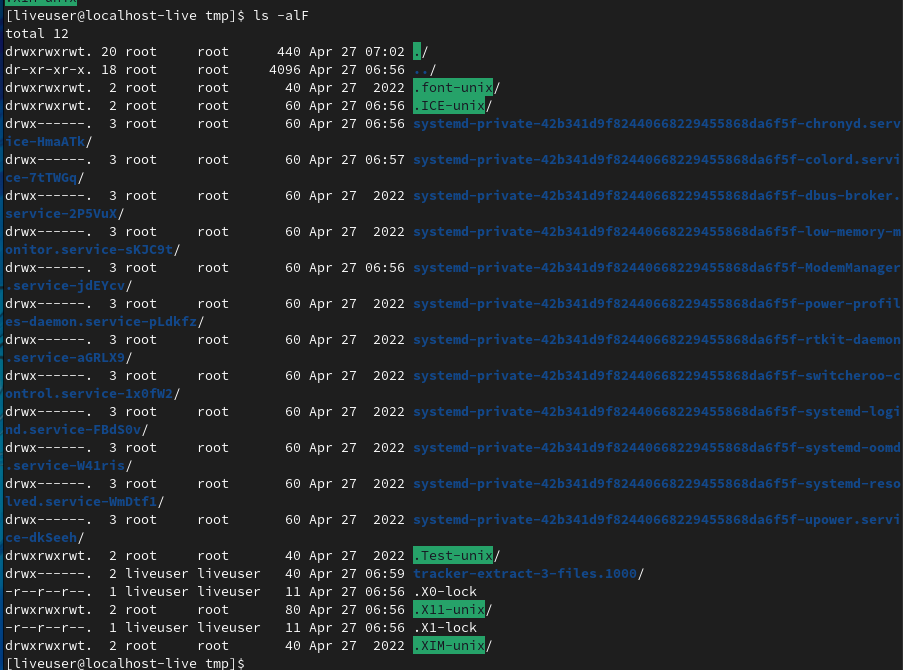 .XIM-unix
[liveuser@localhost-live tmp]$ ls -alF
total 12
drwxrwxrwt. 20 root     root      440 Apr 27 07:02 ./
dr-xr-xr-x. 18 root     root     4096 Apr 27 06:56 ../
drwxrwxrwt.  2 root     root       40 Apr 27  2022 .font-unix/
drwxrwxrwt.  2 root     root       60 Apr 27 06:56 .ICE-unix/
drwx------.  3 root     root       60 Apr 27 06:56 systemd-private-42b341d9f82440668229455868da6f5f-chronyd.serv
ice-HmaATk/
drwx------.  3 root     root       60 Apr 27 06:57 systemd-private-42b341d9f82440668229455868da6f5f-colord.servi
ce-7tTWGq/
drwx------.  3 root     root       60 Apr 27  2022 systemd-private-42b341d9f82440668229455868da6f5f-dbus-broker.
service-2P5VuX/
drwx------.  3 root     root       60 Apr 27  2022 systemd-private-42b341d9f82440668229455868da6f5f-low-memory-m
onitor.service-sKJC9t/
drwx------.  3 root     root       60 Apr 27 06:56 systemd-private-42b341d9f82440668229455868da6f5f-ModemManager
.service-jdEYcv/
drwx------.  3 root     root       60 Apr 27  2022 systemd-private-42b341d9f82440668229455868da6f5f-power-profil
es-daemon.service-pLdkfz/
drwx------.  3 root     root       60 Apr 27  2022 systemd-private-42b341d9f82440668229455868da6f5f-rtkit-daemon
.service-aGRLX9/
drwx------.  3 root     root       60 Apr 27  2022 systemd-private-42b341d9f82440668229455868da6f5f-switcheroo-c
ontrol.service-1x0fW2/
drwx------.  3 root     root       60 Apr 27  2022 systemd-private-42b341d9f82440668229455868da6f5f-systemd-logi
nd.service-FBdS0v/
drwx------.  3 root     root       60 Apr 27  2022 systemd-private-42b341d9f82440668229455868da6f5f-systemd-oomd
.service-W41ris/
drwx------.  3 root     root       60 Apr 27  2022 systemd-private-42b341d9f82440668229455868da6f5f-systemd-reso
lved.service-WmDtf1/
drwx------.  3 root     root       60 Apr 27  2022 systemd-private-42b341d9f82440668229455868da6f5f-upower.servi
ce-dkSeeh/
drwxrwxrwt.  2 root     root       40 Apr 27  2022 .Test-unix/
drwx------.  2 liveuser liveuser   40 Apr 27 06:59 tracker-extract-3-files.1000/
-r--r--r--.  1 liveuser liveuser   11 Apr 27 06:56 .X0-lock
drwxrwxrwt.  2 root     root       80 Apr 27 06:56 .X11-unix/
-r--r--r--.  1 liveuser liveuser   11 Apr 27 06:56 .X1-lock
drwxrwxrwt.  2 root     root       40 Apr 27  2022 .XIM-unix/
[liveuser@localhost-live tmp]$